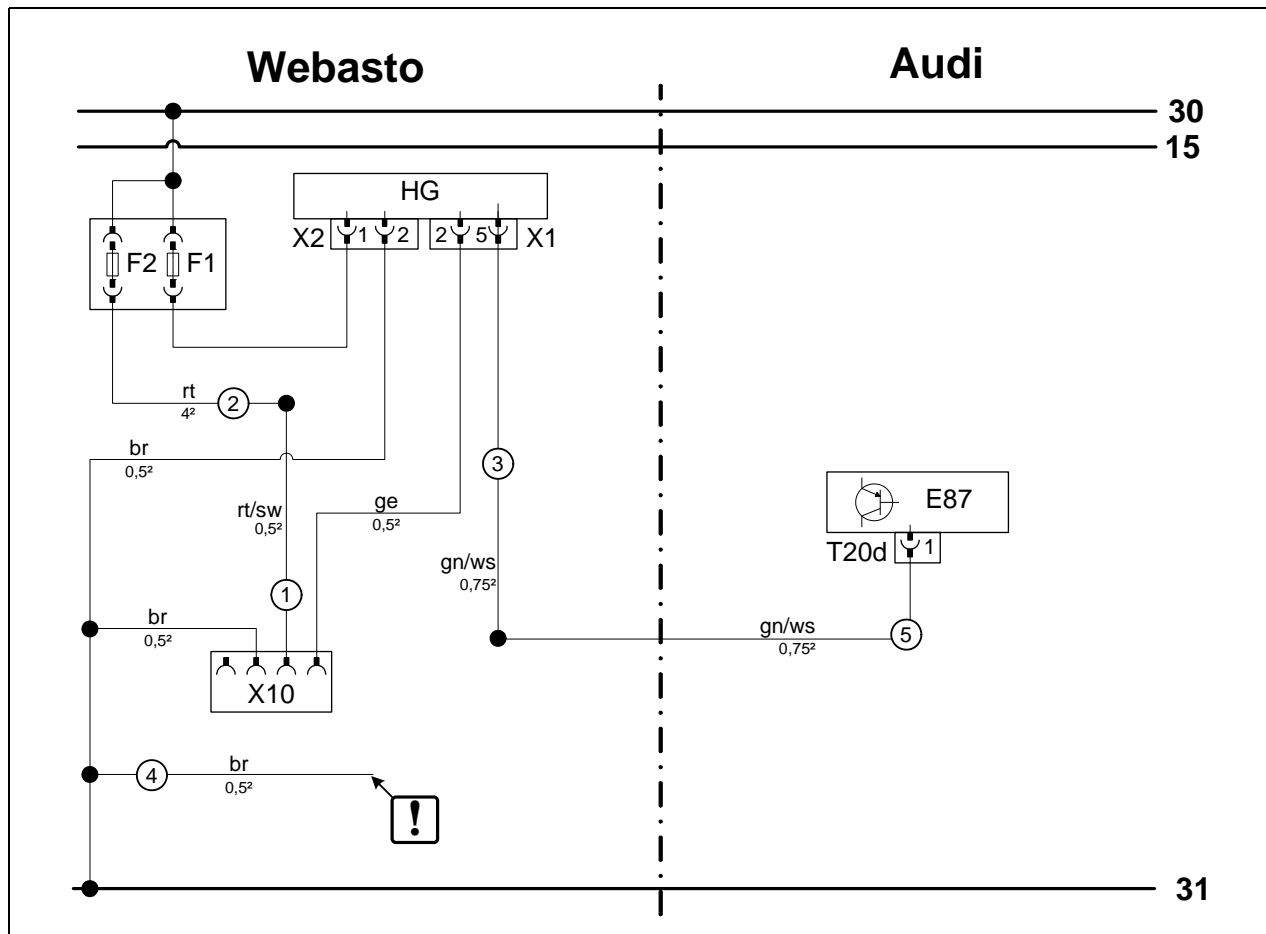 Webasto
Audi
30
15
HG
X2 1 2 2 5 X1
F2 F1
rt
4²
2
br
0,5²
3
rt/sw
0,5²
ge
0,5²
E87
T20d 1
gn/ws
0,75²
1
br
0,5²
gn/ws
0,75²
5
X10
4
br
0,5²
!
31